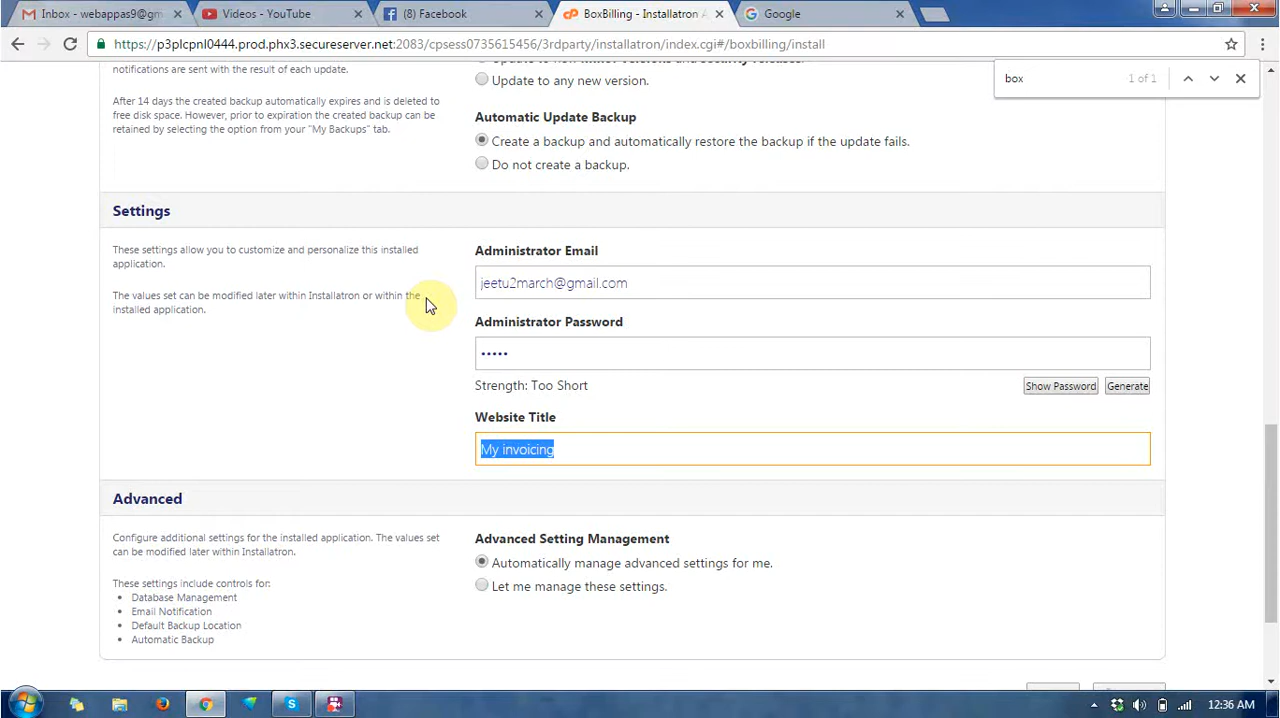 Inbox - webappas9@gm
Videos - YouTube
(8) Facebook
BoxBilling - Installatron A
Google
https://p3plcpnl0444.prod.phx3.secureserver.net:2083/cpsess0735615456/3rdparty/installatron/index.cgi#/boxbilling/install
box
1 of 1
notifications are sent with the result of each update.
After 14 days the created backup automatically expires and is deleted to
free disk space. However, prior to expiration the created backup can be
retained by selecting the option from your "My Backups" tab.
Update to new minor versions and security releases.
Update to any new version.
Automatic Update Backup
Create a backup and automatically restore the backup if the update fails.
Do not create a backup.
Settings
These settings allow you to customize and personalize this installed
application.
The values set can be modified later within Installatron or within the
installed application.
Administrator Email
jeetu2march@gmail.com
Administrator Password
•••••
Strength: Too Short
Show Password
Generate
Website Title
My invoicing
Advanced
Configure additional settings for the installed application. The values set
can be modified later within Installatron.
These settings include controls for:
• Database Management
• Email Notification
• Default Backup Location
• Automatic Backup
Advanced Setting Management
Automatically manage advanced settings for me.
Let me manage these settings.
12:36 AM